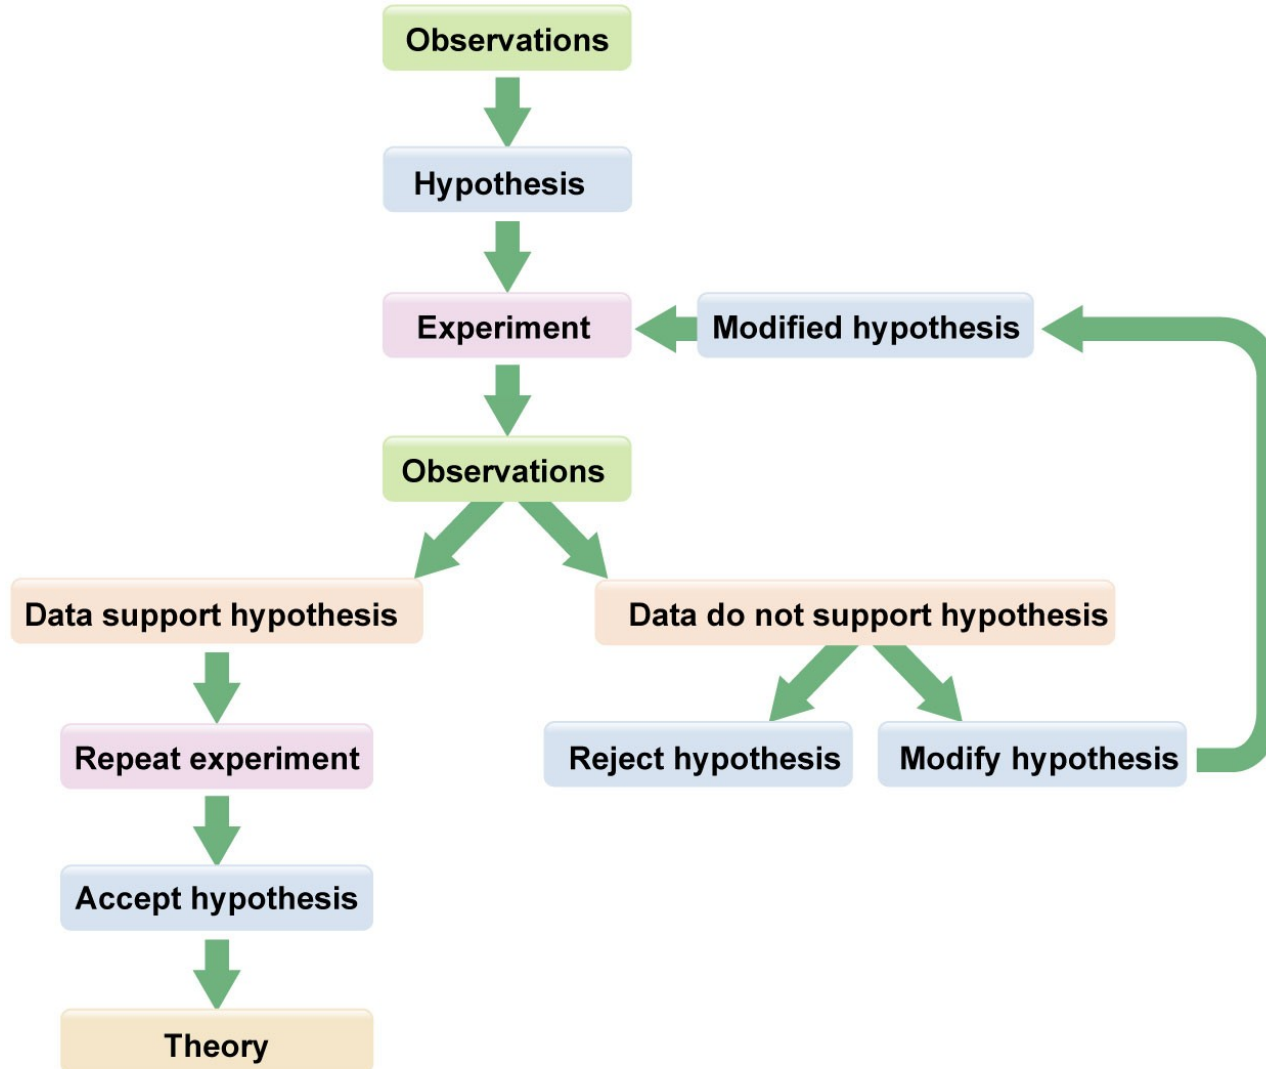 Observations
Hypothesis
Experiment
Modified hypothesis
Observations
Data support hypothesis
Data do not support hypothesis
Repeat experiment
Reject hypothesis
Modify hypothesis
Accept hypothesis
Theory